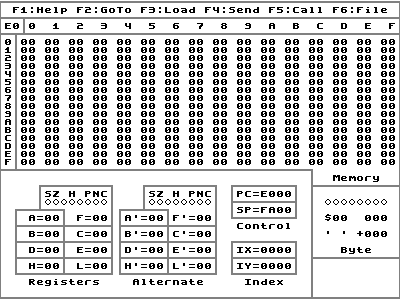 F1:Help F2:GoTo F3:Load F4:Send F5:Call F6:File
E0 0 1 2 3 4 5 6 7 8 9 A B C D E F
0 00 00 00 00 00 00 00 00 00 00 00 00 00 00 00 00
1 00 00 00 00 00 00 00 00 00 00 00 00 00 00 00 00
2 00 00 00 00 00 00 00 00 00 00 00 00 00 00 00 00
3 00 00 00 00 00 00 00 00 00 00 00 00 00 00 00 00
4 00 00 00 00 00 00 00 00 00 00 00 00 00 00 00 00
5 00 00 00 00 00 00 00 00 00 00 00 00 00 00 00 00
6 00 00 00 00 00 00 00 00 00 00 00 00 00 00 00 00
7 00 00 00 00 00 00 00 00 00 00 00 00 00 00 00 00
8 00 00 00 00 00 00 00 00 00 00 00 00 00 00 00 00
9 00 00 00 00 00 00 00 00 00 00 00 00 00 00 00 00
A 00 00 00 00 00 00 00 00 00 00 00 00 00 00 00 00
B 00 00 00 00 00 00 00 00 00 00 00 00 00 00 00 00
C 00 00 00 00 00 00 00 00 00 00 00 00 00 00 00 00
D 00 00 00 00 00 00 00 00 00 00 00 00 00 00 00 00
E 00 00 00 00 00 00 00 00 00 00 00 00 00 00 00 00
F 00 00 00 00 00 00 00 00 00 00 00 00 00 00 00 00
Memory
SZ H PNC SZ H PNC PC=E000
◇◇◇◇◇◇◇◇ ◇◇◇◇◇◇◇◇ ◇◇◇◇◇◇◇◇
A=00 F=00 A'=00 F'=00 SP=FA00 $00 000
B=00 C=00 B'=00 C'=00 Control ' ' +000
D=00 E=00 D'=00 E'=00 IX=0000 Byte
H=00 L=00 H'=00 L'=00 IY=0000
Registers Alternate Index